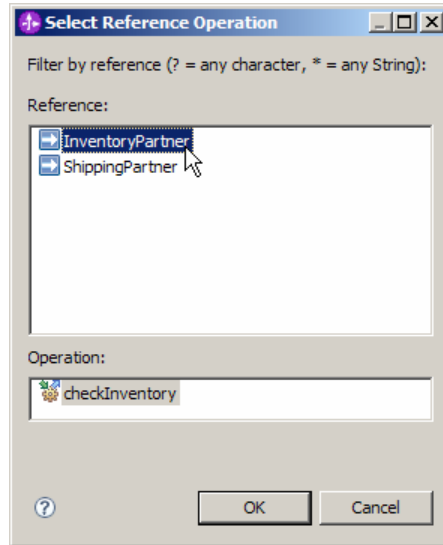 Select Reference Operation
Filter by reference (? = any character, * = any String):
Reference:
InventoryPartner
ShippingPartner
Operation:
checkInventory
OK
Cancel